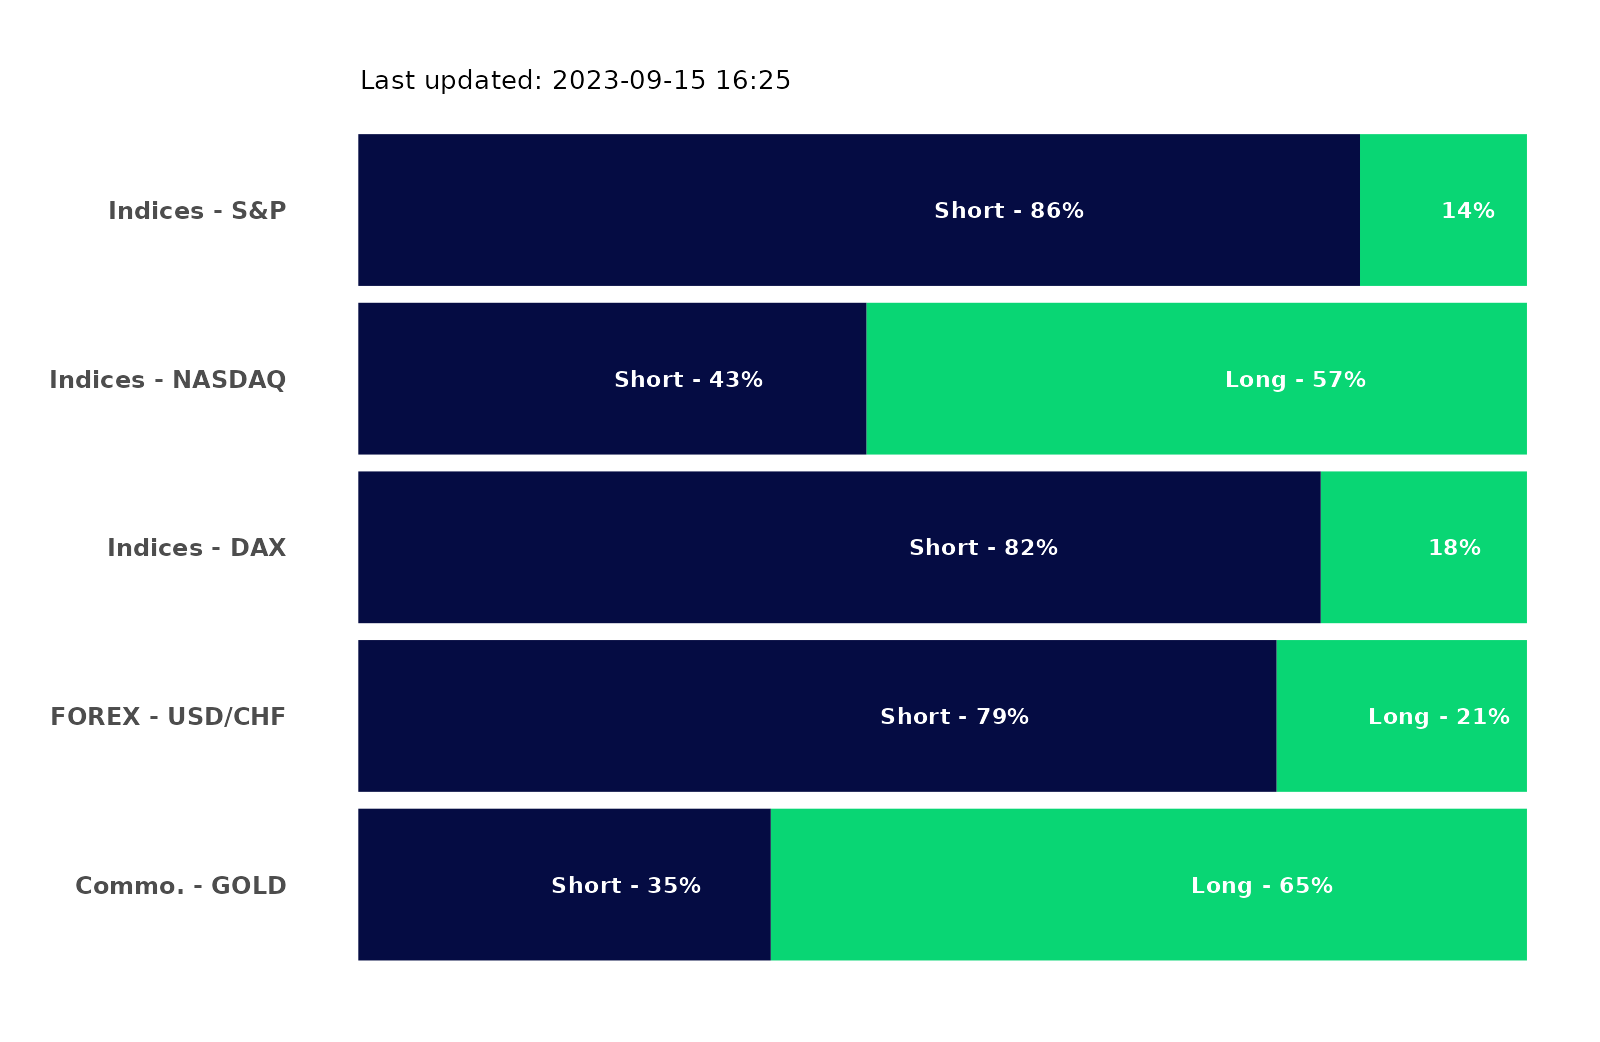 Last updated: 2023-09-15 16:25
Indices - S&P Short - 86% 14%
Indices - NASDAQ Short - 43% Long - 57%
Indices - DAX Short - 82% 18%
FOREX - USD/CHF Short - 79% Long - 21%
Commo. - GOLD Short - 35% Long - 65%